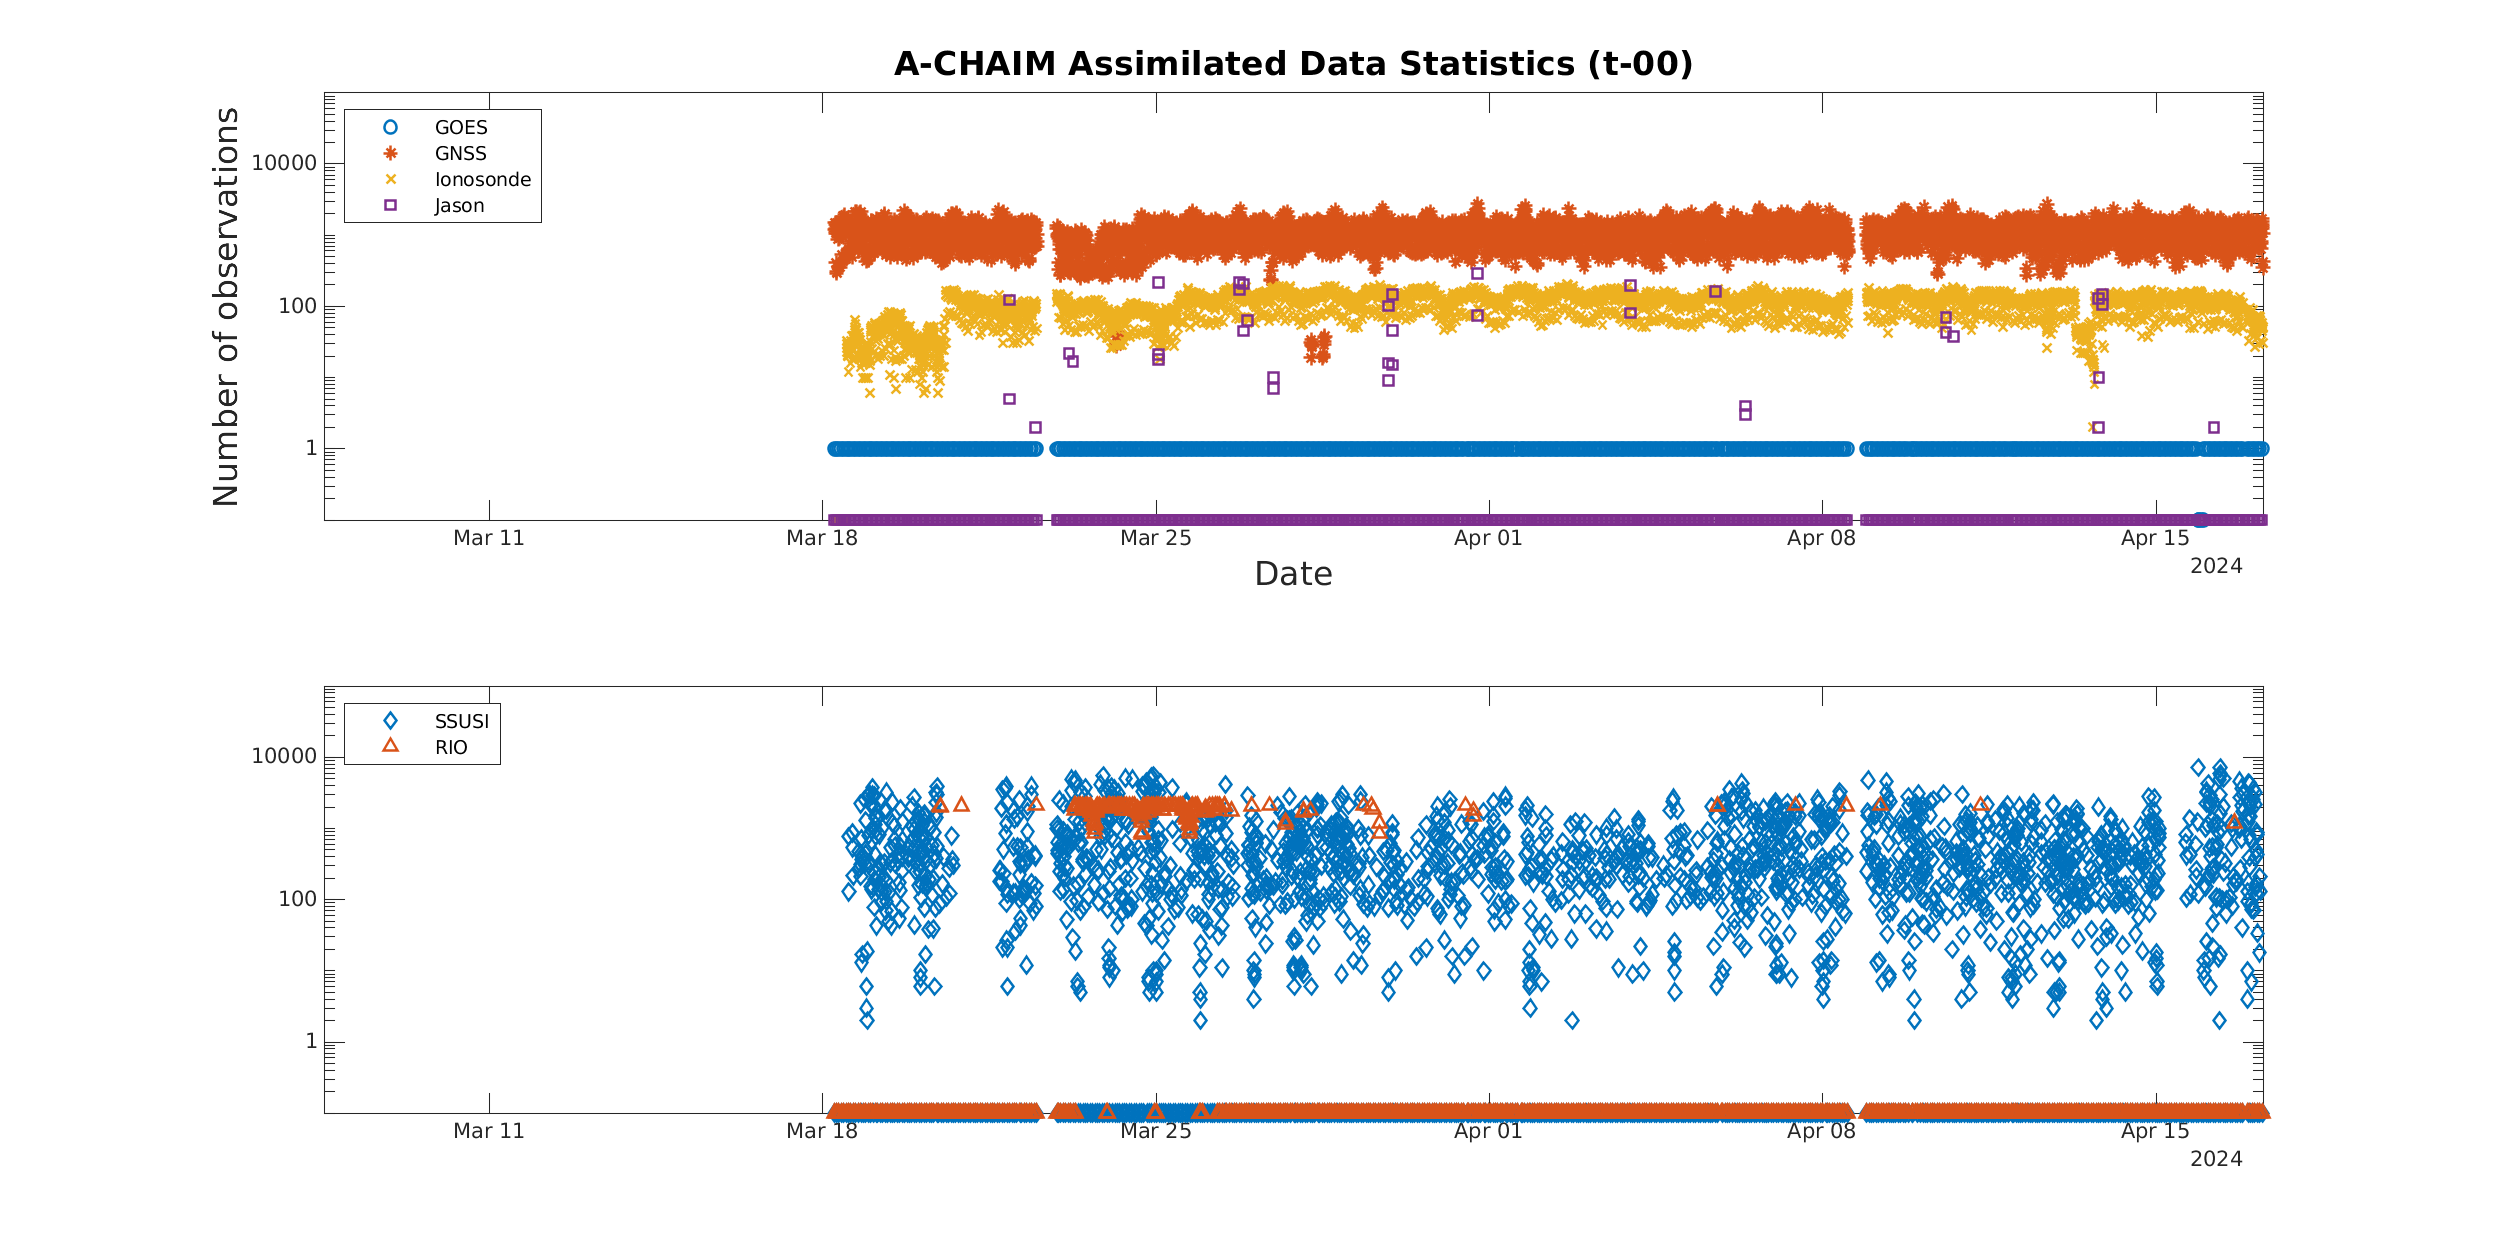 A-CHAIM Assimilated Data Statistics (t-00)
Number of observations
10000
100
1
GOES
GNSS
Ionosonde
Jason
Mar 11
Mar 18
Mar 25
Apr 01
Apr 08
Apr 15
2024
Date
10000
100
1
SSUSI
RIO
Mar 11
Mar 18
Mar 25
Apr 01
Apr 08
Apr 15
2024